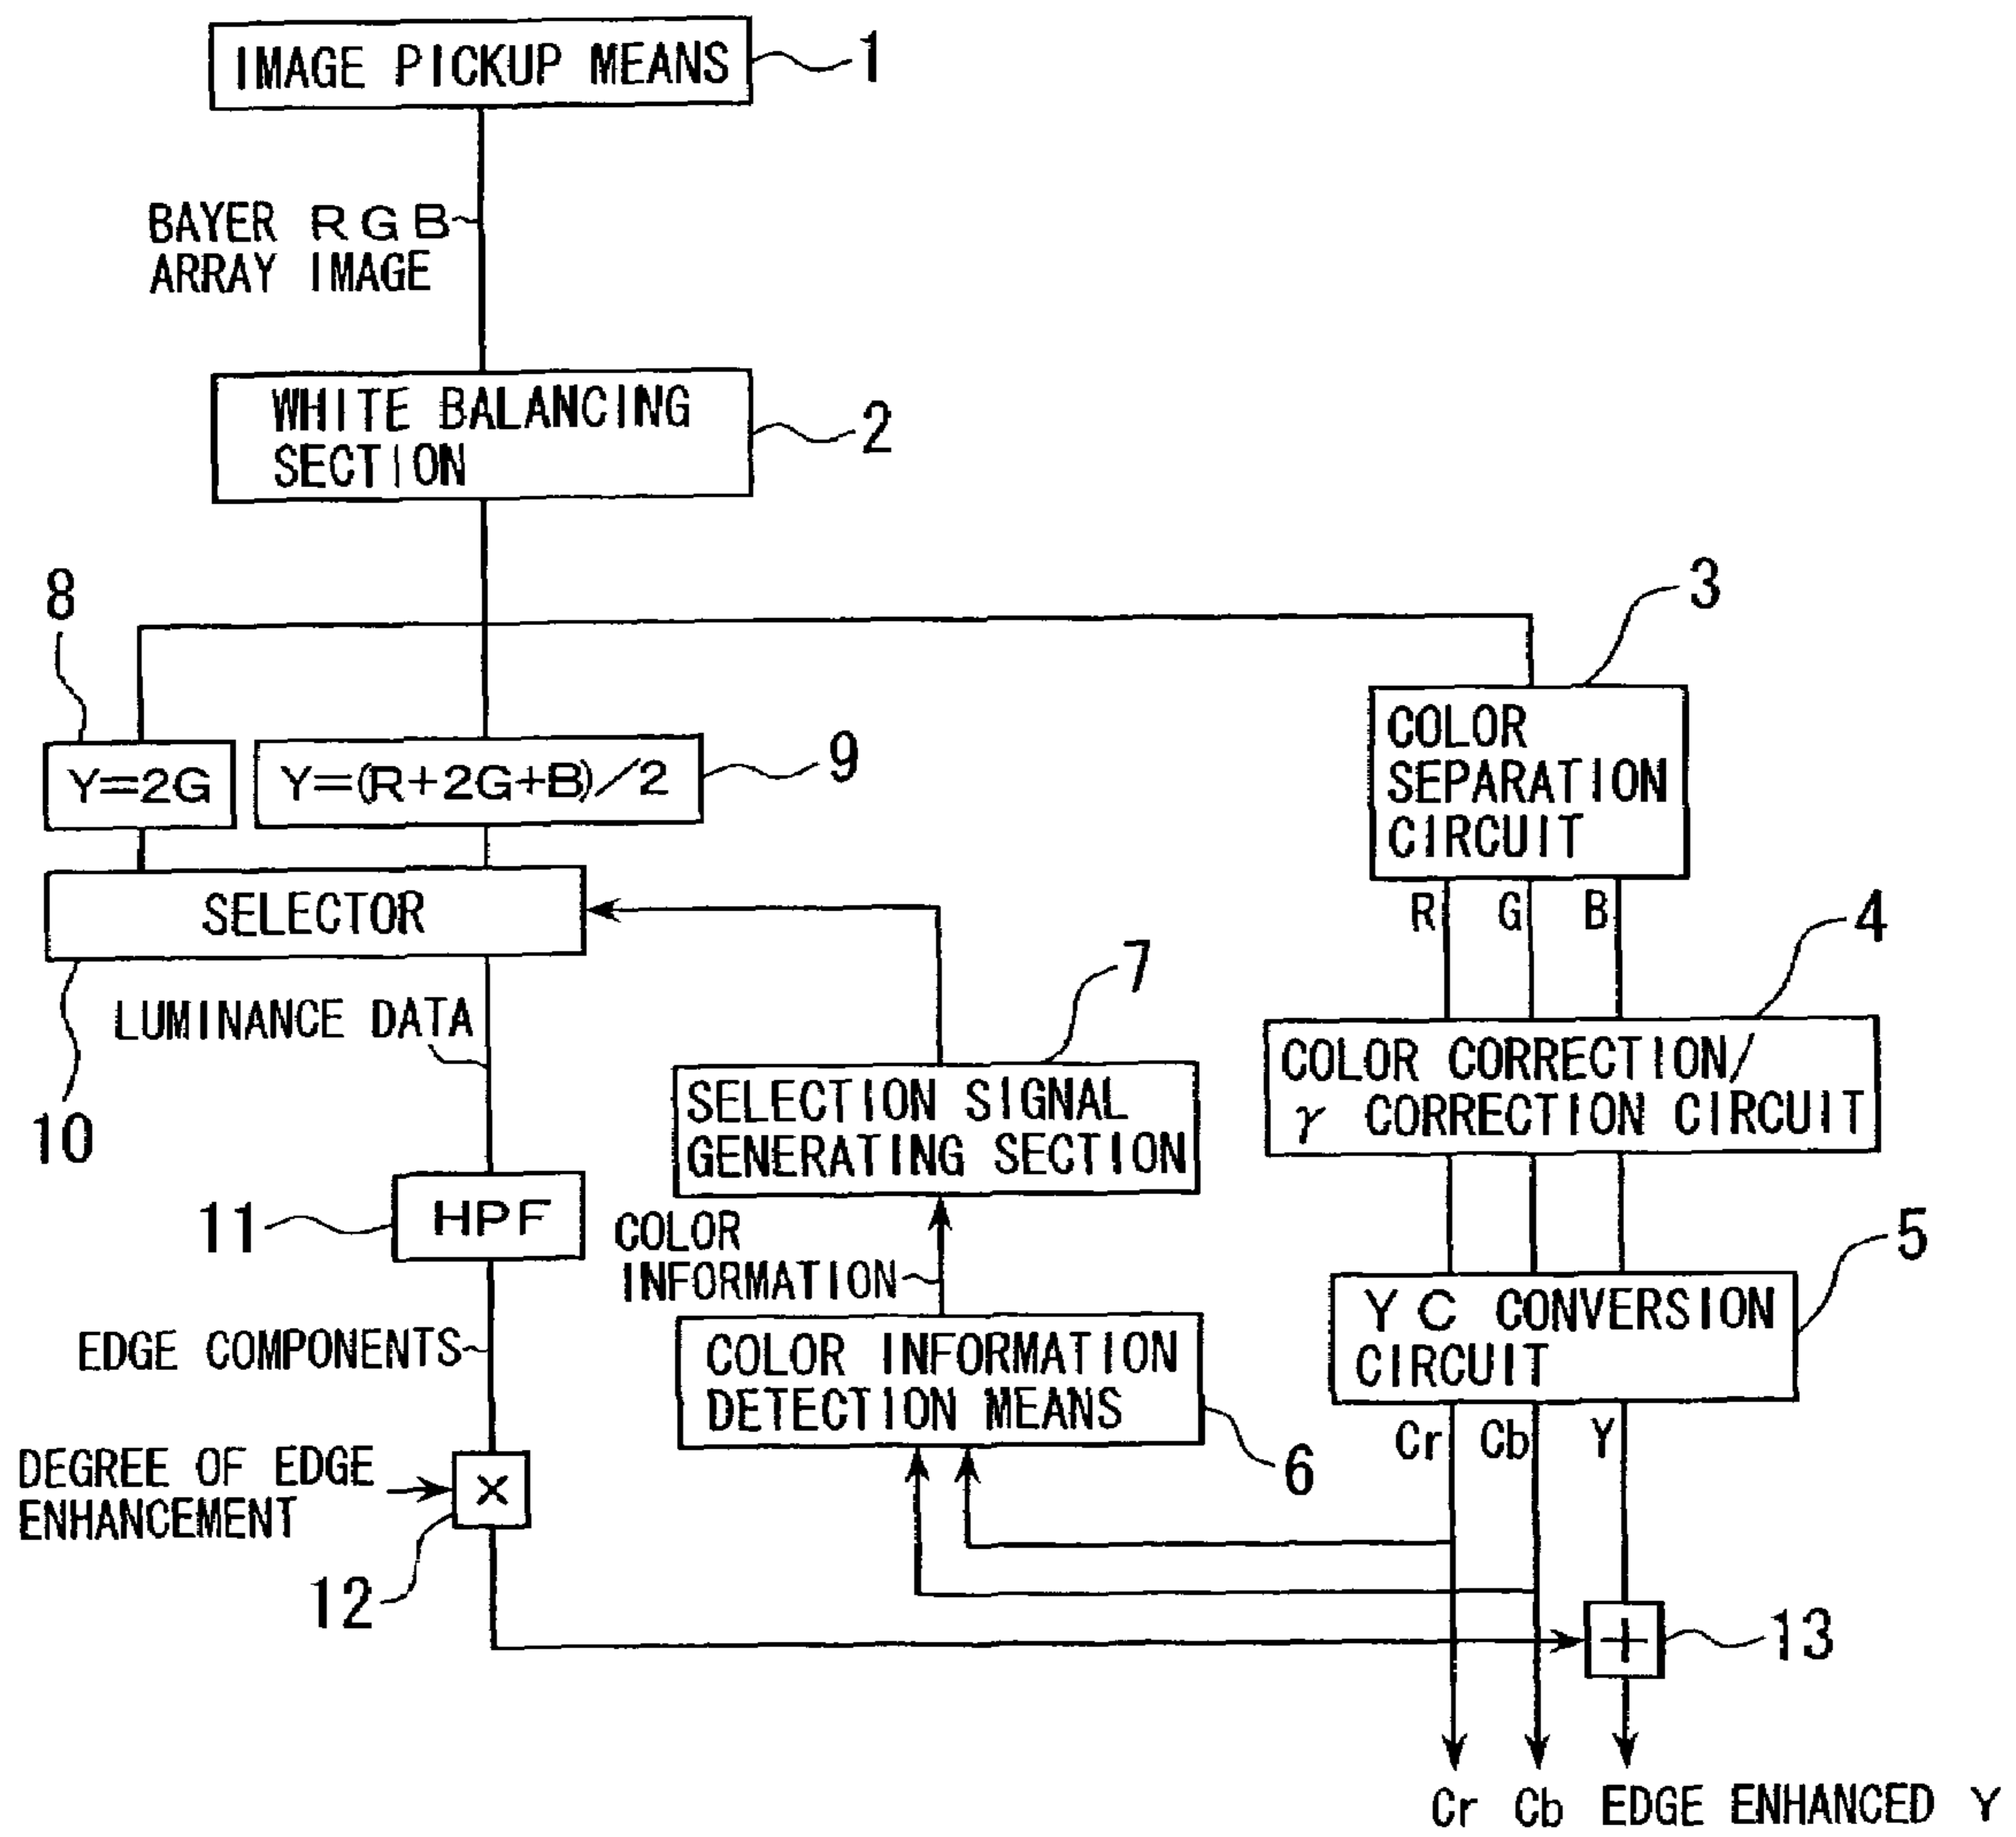 IMAGE PICKUP MEANS
1
BAYER RGB
ARRAY IMAGE
WHITE BALANCING
SECTION
2
8
3
Y=2G
Y=(R+2G+B)/2
9
COLOR
SEPARATION
CIRCUIT
SELECTOR
R G B
4
7
LUMINANCE DATA
10
SELECTION SIGNAL
GENERATING SECTION
COLOR CORRECTION/
γ CORRECTION CIRCUIT
11
HPF
COLOR
INFORMATION
5
YC CONVERSION
CIRCUIT
EDGE COMPONENTS
COLOR INFORMATION
DETECTION MEANS
6
Cr Cb Y
DEGREE OF EDGE
ENHANCEMENT
×
12
+
13
Cr Cb EDGE ENHANCED Y